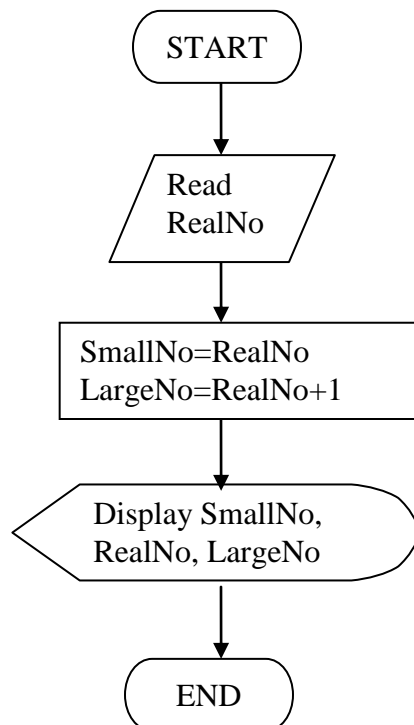 START
Read
RealNo
SmallNo=RealNo
LargeNo=RealNo+1
Display SmallNo,
RealNo, LargeNo
END